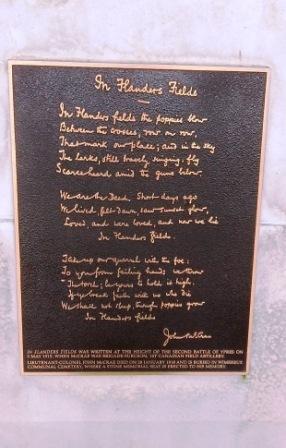 In Flanders Fields
In Flanders fields the poppies blow
Between the crosses, row on row,
That mark our place; and in the sky
The larks, still bravely singing, fly
Scarce heard amid the guns below.
We are the Dead. Short days ago
We lived, felt dawn, saw sunset glow,
Loved, and were loved, and now we lie
In Flanders fields.
Take up our quarrel with the foe:
To you from failing hands we throw
The torch; be yours to hold it high.
If ye break faith with us who die
We shall not sleep, though poppies grow
In Flanders fields
John McCrae
IN FLANDERS FIELDS WAS WRITTEN AT THE HEIGHT OF THE SECOND BATTLE OF YPRES ON
3 MAY 1915, WHEN MCCRAE WAS BRIGADE SURGEON, 1ST CANADIAN FIELD ARTILLERY.
LIEUTENANT-COLONEL JOHN MCCRAE DIED ON 28 JANUARY 1918 AND IS BURIED IN WIMEREUX
COMMUNAL CEMETERY, WHERE A STONE MEMORIAL SEAT IS ERECTED TO HIS MEMORY.